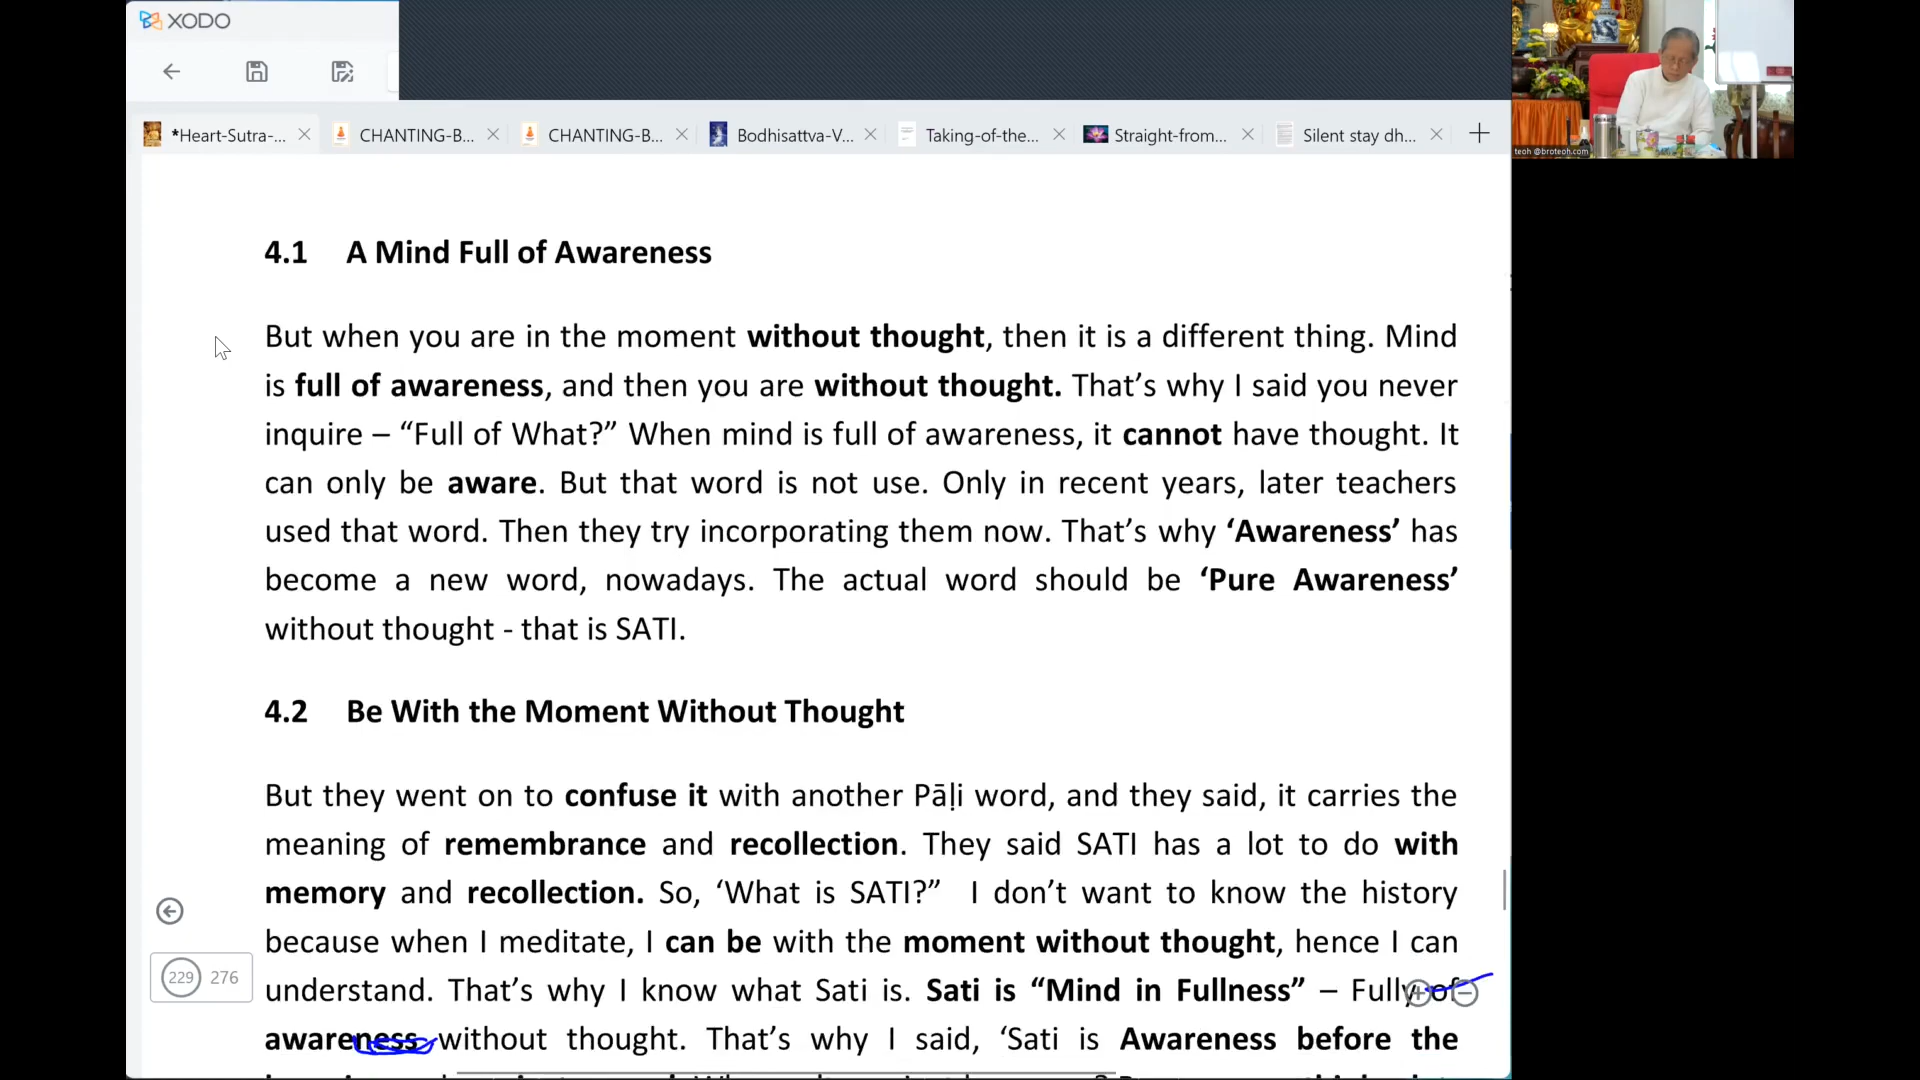 XODO
*Heart-Sutra-...
CHANTING-B...
CHANTING-B...
Bodhisattva-V...
Taking-of-the...
Straight-from...
Silent stay dh...
teoh @broteoh.com
4.1 A Mind Full of Awareness
But when you are in the moment without thought, then it is a different thing. Mind
is full of awareness, and then you are without thought. That’s why I said you never
inquire – “Full of What?” When mind is full of awareness, it cannot have thought. It
can only be aware. But that word is not use. Only in recent years, later teachers
used that word. Then they try incorporating them now. That’s why ‘Awareness’ has
become a new word, nowadays. The actual word should be ‘Pure Awareness’
without thought - that is SATI.
4.2 Be With the Moment Without Thought
But they went on to confuse it with another Pāḷi word, and they said, it carries the
meaning of remembrance and recollection. They said SATI has a lot to do with
memory and recollection. So, ‘What is SATI?” I don’t want to know the history
because when I meditate, I can be with the moment without thought, hence I can
understand. That’s why I know what Sati is. Sati is “Mind in Fullness” – Fully of
awareness without thought. That’s why I said, ‘Sati is Awareness before the
229 276